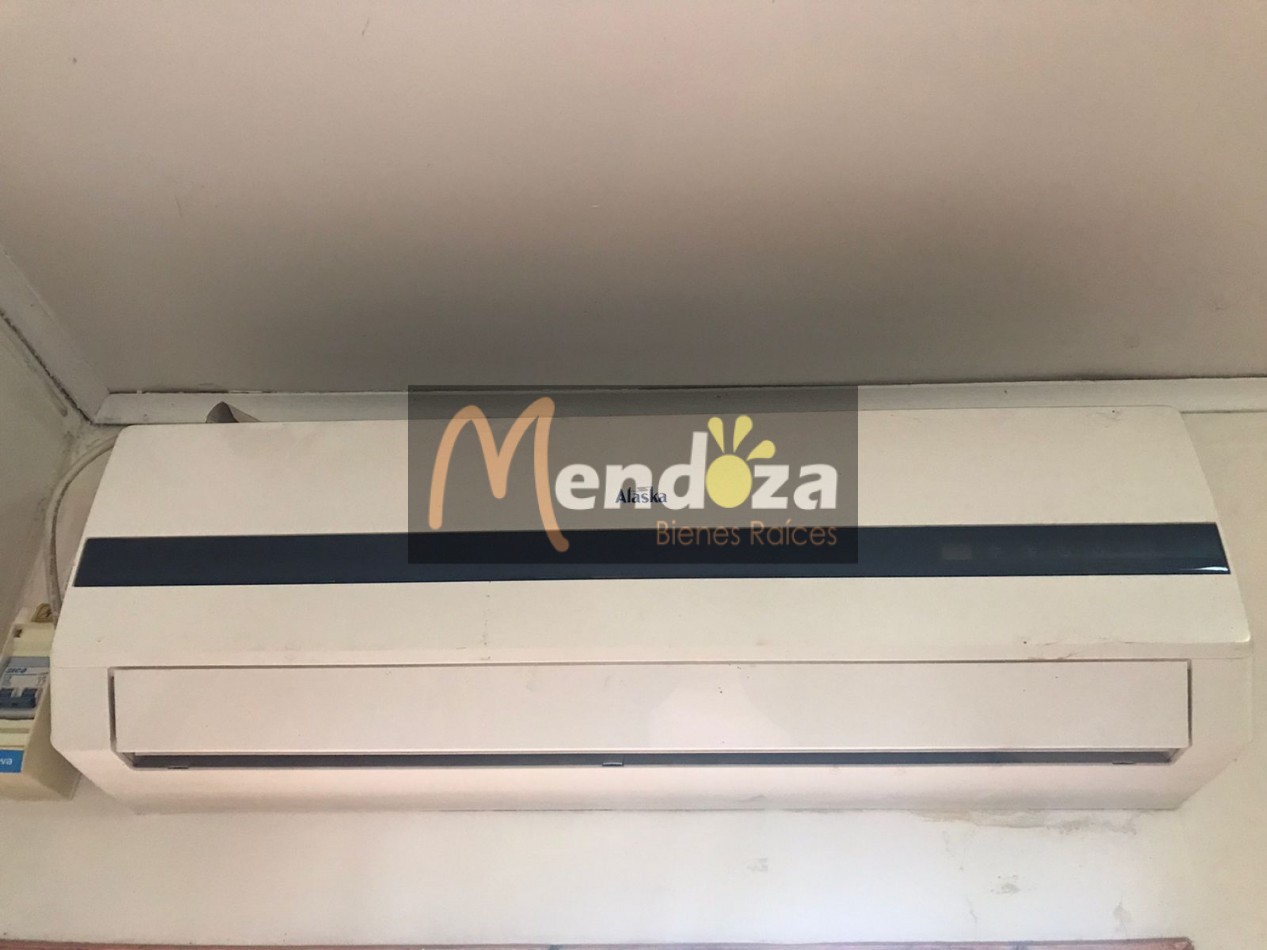 Mendoza
Alaska
Bienes Raíces